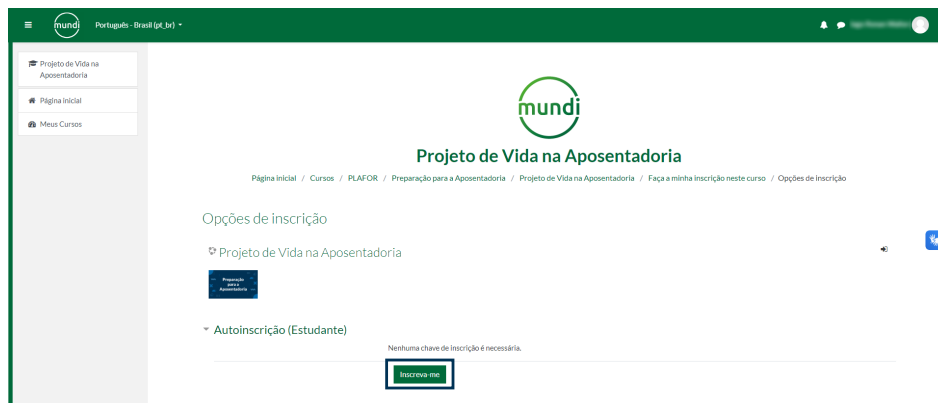 mundi
Português - Brasil (pt_br)
Projeto de Vida na
Aposentadoria
Página inicial
Meus Cursos
mundi
Projeto de Vida na Aposentadoria
Página inicial / Cursos / PLAFOR / Preparação para a Aposentadoria / Projeto de Vida na Aposentadoria / Faça a minha inscrição neste curso / Opções de inscrição
Opções de inscrição
Projeto de Vida na Aposentadoria
Preparação
para a
Aposentadoria
Autoinscrição (Estudante)
Nenhuma chave de inscrição é necessária.
Inscreva-me